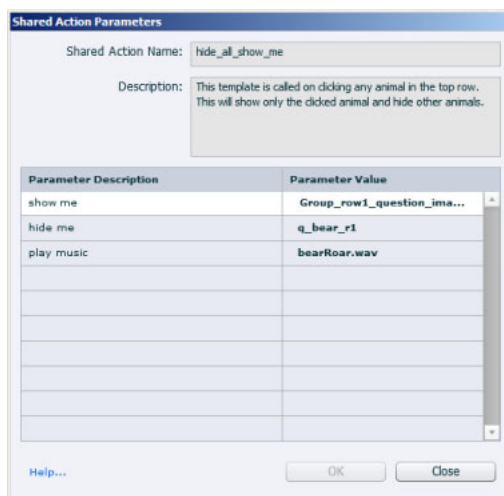 Shared Action Parameters
Shared Action Name: hide_all_show_me
Description: This template is called on clicking any animal in the top row.
This will show only the clicked animal and hide other animals.
Parameter Description Parameter Value
show me Group_row1_question_ima...
hide me q_bear_r1
play music bearRoar.wav
Help... OK Close